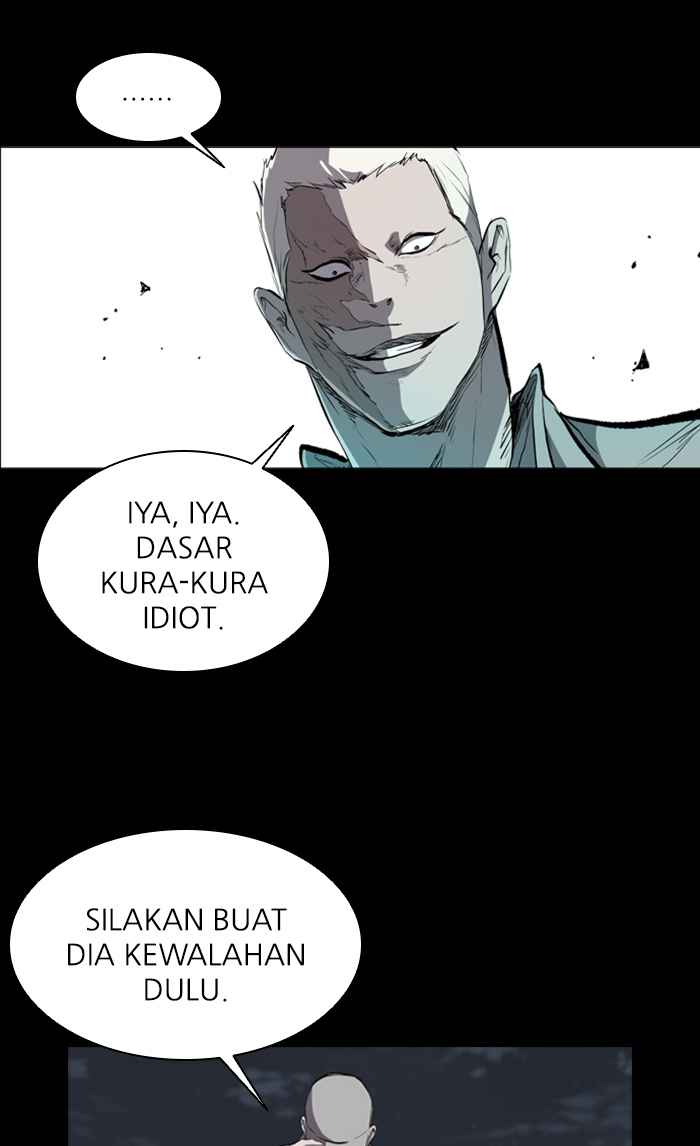 ......
IYA, IYA.
DASAR
KURA-KURA
IDIOT.
SILAKAN BUAT
DIA KEWALAHAN
DULU.